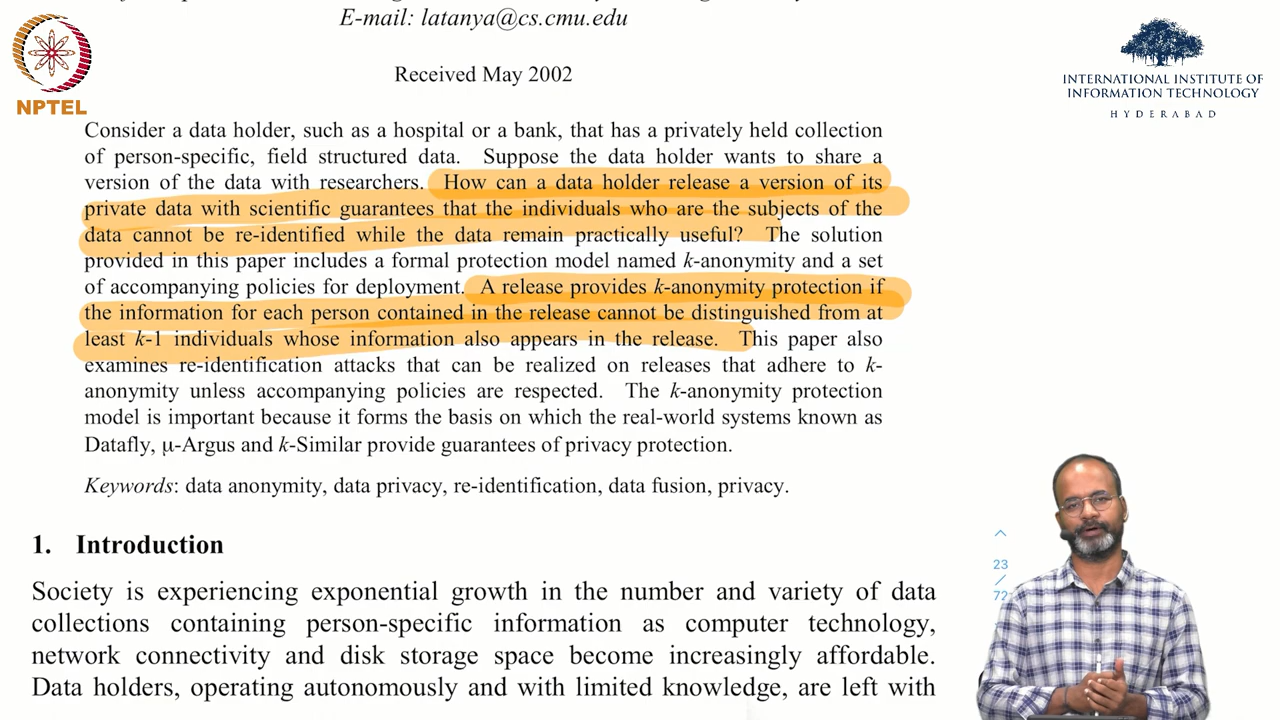 E-mail: latanya@cs.cmu.edu
Received May 2002
NPTEL
INTERNATIONAL INSTITUTE OF
INFORMATION TECHNOLOGY
HYDERABAD
Consider a data holder, such as a hospital or a bank, that has a privately held collection
of person-specific, field structured data. Suppose the data holder wants to share a
version of the data with researchers. How can a data holder release a version of its
private data with scientific guarantees that the individuals who are the subjects of the
data cannot be re-identified while the data remain practically useful? The solution
provided in this paper includes a formal protection model named k-anonymity and a set
of accompanying policies for deployment. A release provides k-anonymity protection if
the information for each person contained in the release cannot be distinguished from at
least k-1 individuals whose information also appears in the release. This paper also
examines re-identification attacks that can be realized on releases that adhere to k-
anonymity unless accompanying policies are respected. The k-anonymity protection
model is important because it forms the basis on which the real-world systems known as
Datafly, µ-Argus and k-Similar provide guarantees of privacy protection.
Keywords: data anonymity, data privacy, re-identification, data fusion, privacy.
1. Introduction
Society is experiencing exponential growth in the number and variety of data
collections containing person-specific information as computer technology,
network connectivity and disk storage space become increasingly affordable.
Data holders, operating autonomously and with limited knowledge, are left with
23
/
72